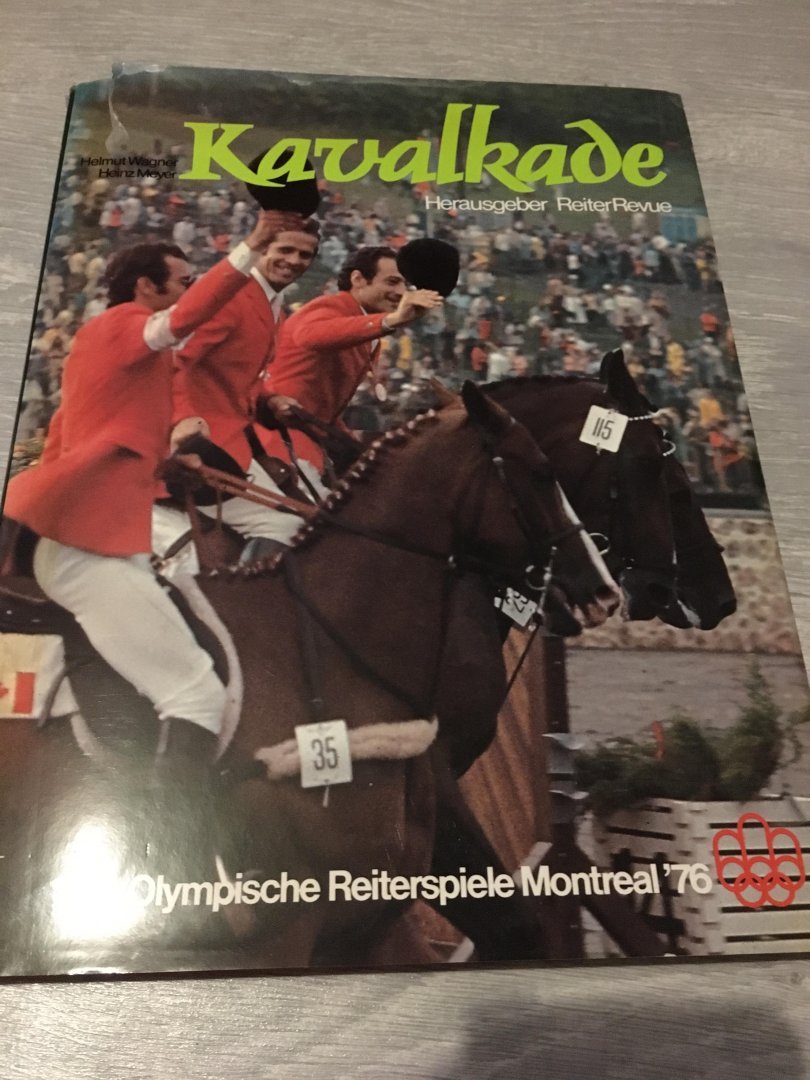 Helmut Wagner
Heinz Meyer
Kavalkade
Herausgeber ReiterRevue
115
35
Olympische Reiterspiele Montreal '76